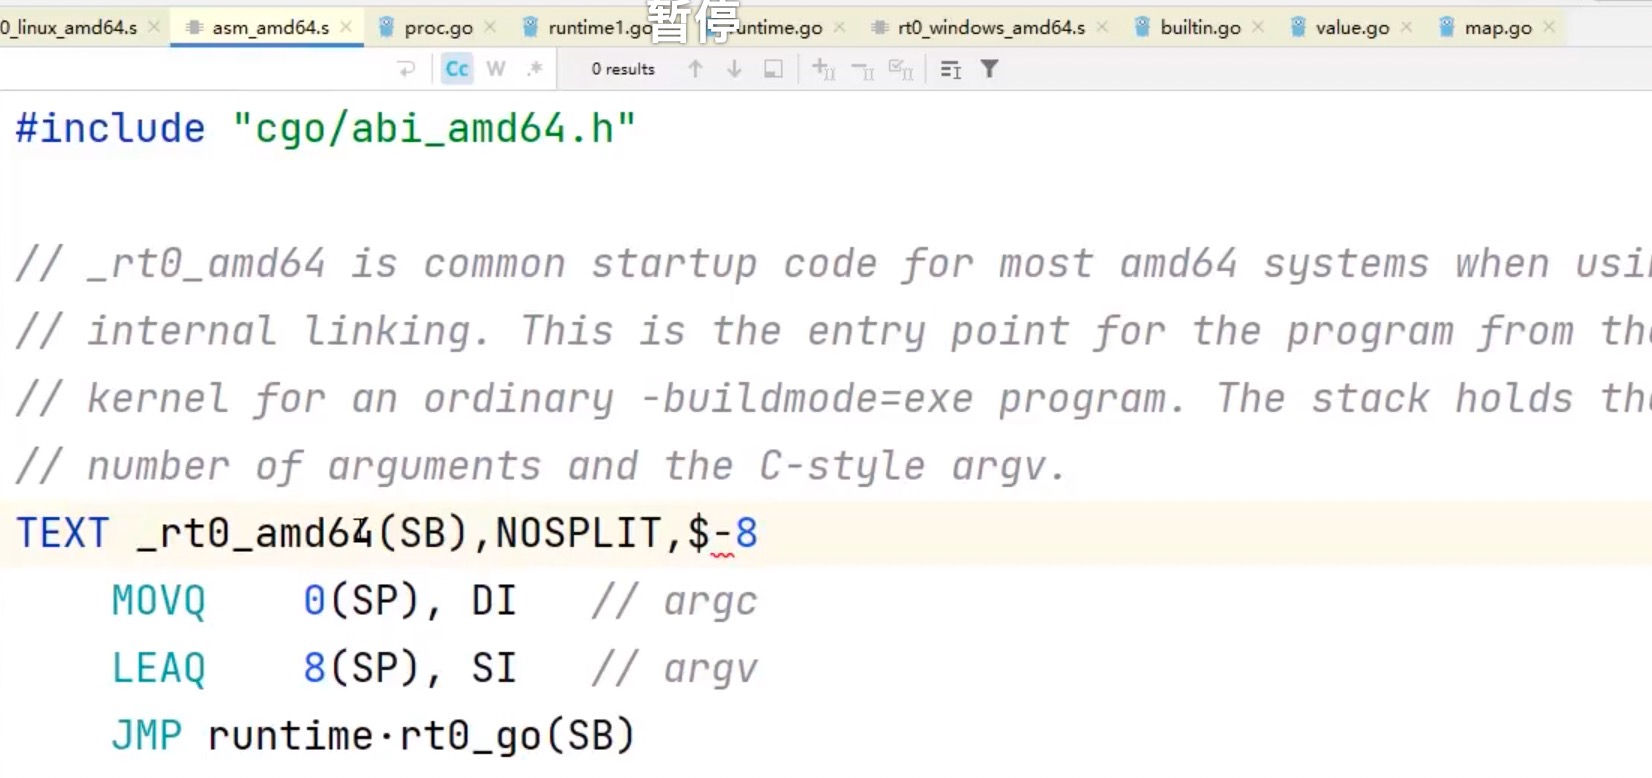 0_linux_amd64.s asm_amd64.s proc.go runtime1.go untime.go rt0_windows_amd64.s builtin.go value.go map.go
暂停
Cc W .* 0 results
#include "cgo/abi_amd64.h"
// _rt0_amd64 is common startup code for most amd64 systems when usin
// internal linking. This is the entry point for the program from the
// kernel for an ordinary -buildmode=exe program. The stack holds the
// number of arguments and the C-style argv.
TEXT _rt0_amd64(SB),NOSPLIT,$-8
MOVQ 0(SP), DI // argc
LEAQ 8(SP), SI // argv
JMP runtime·rt0_go(SB)